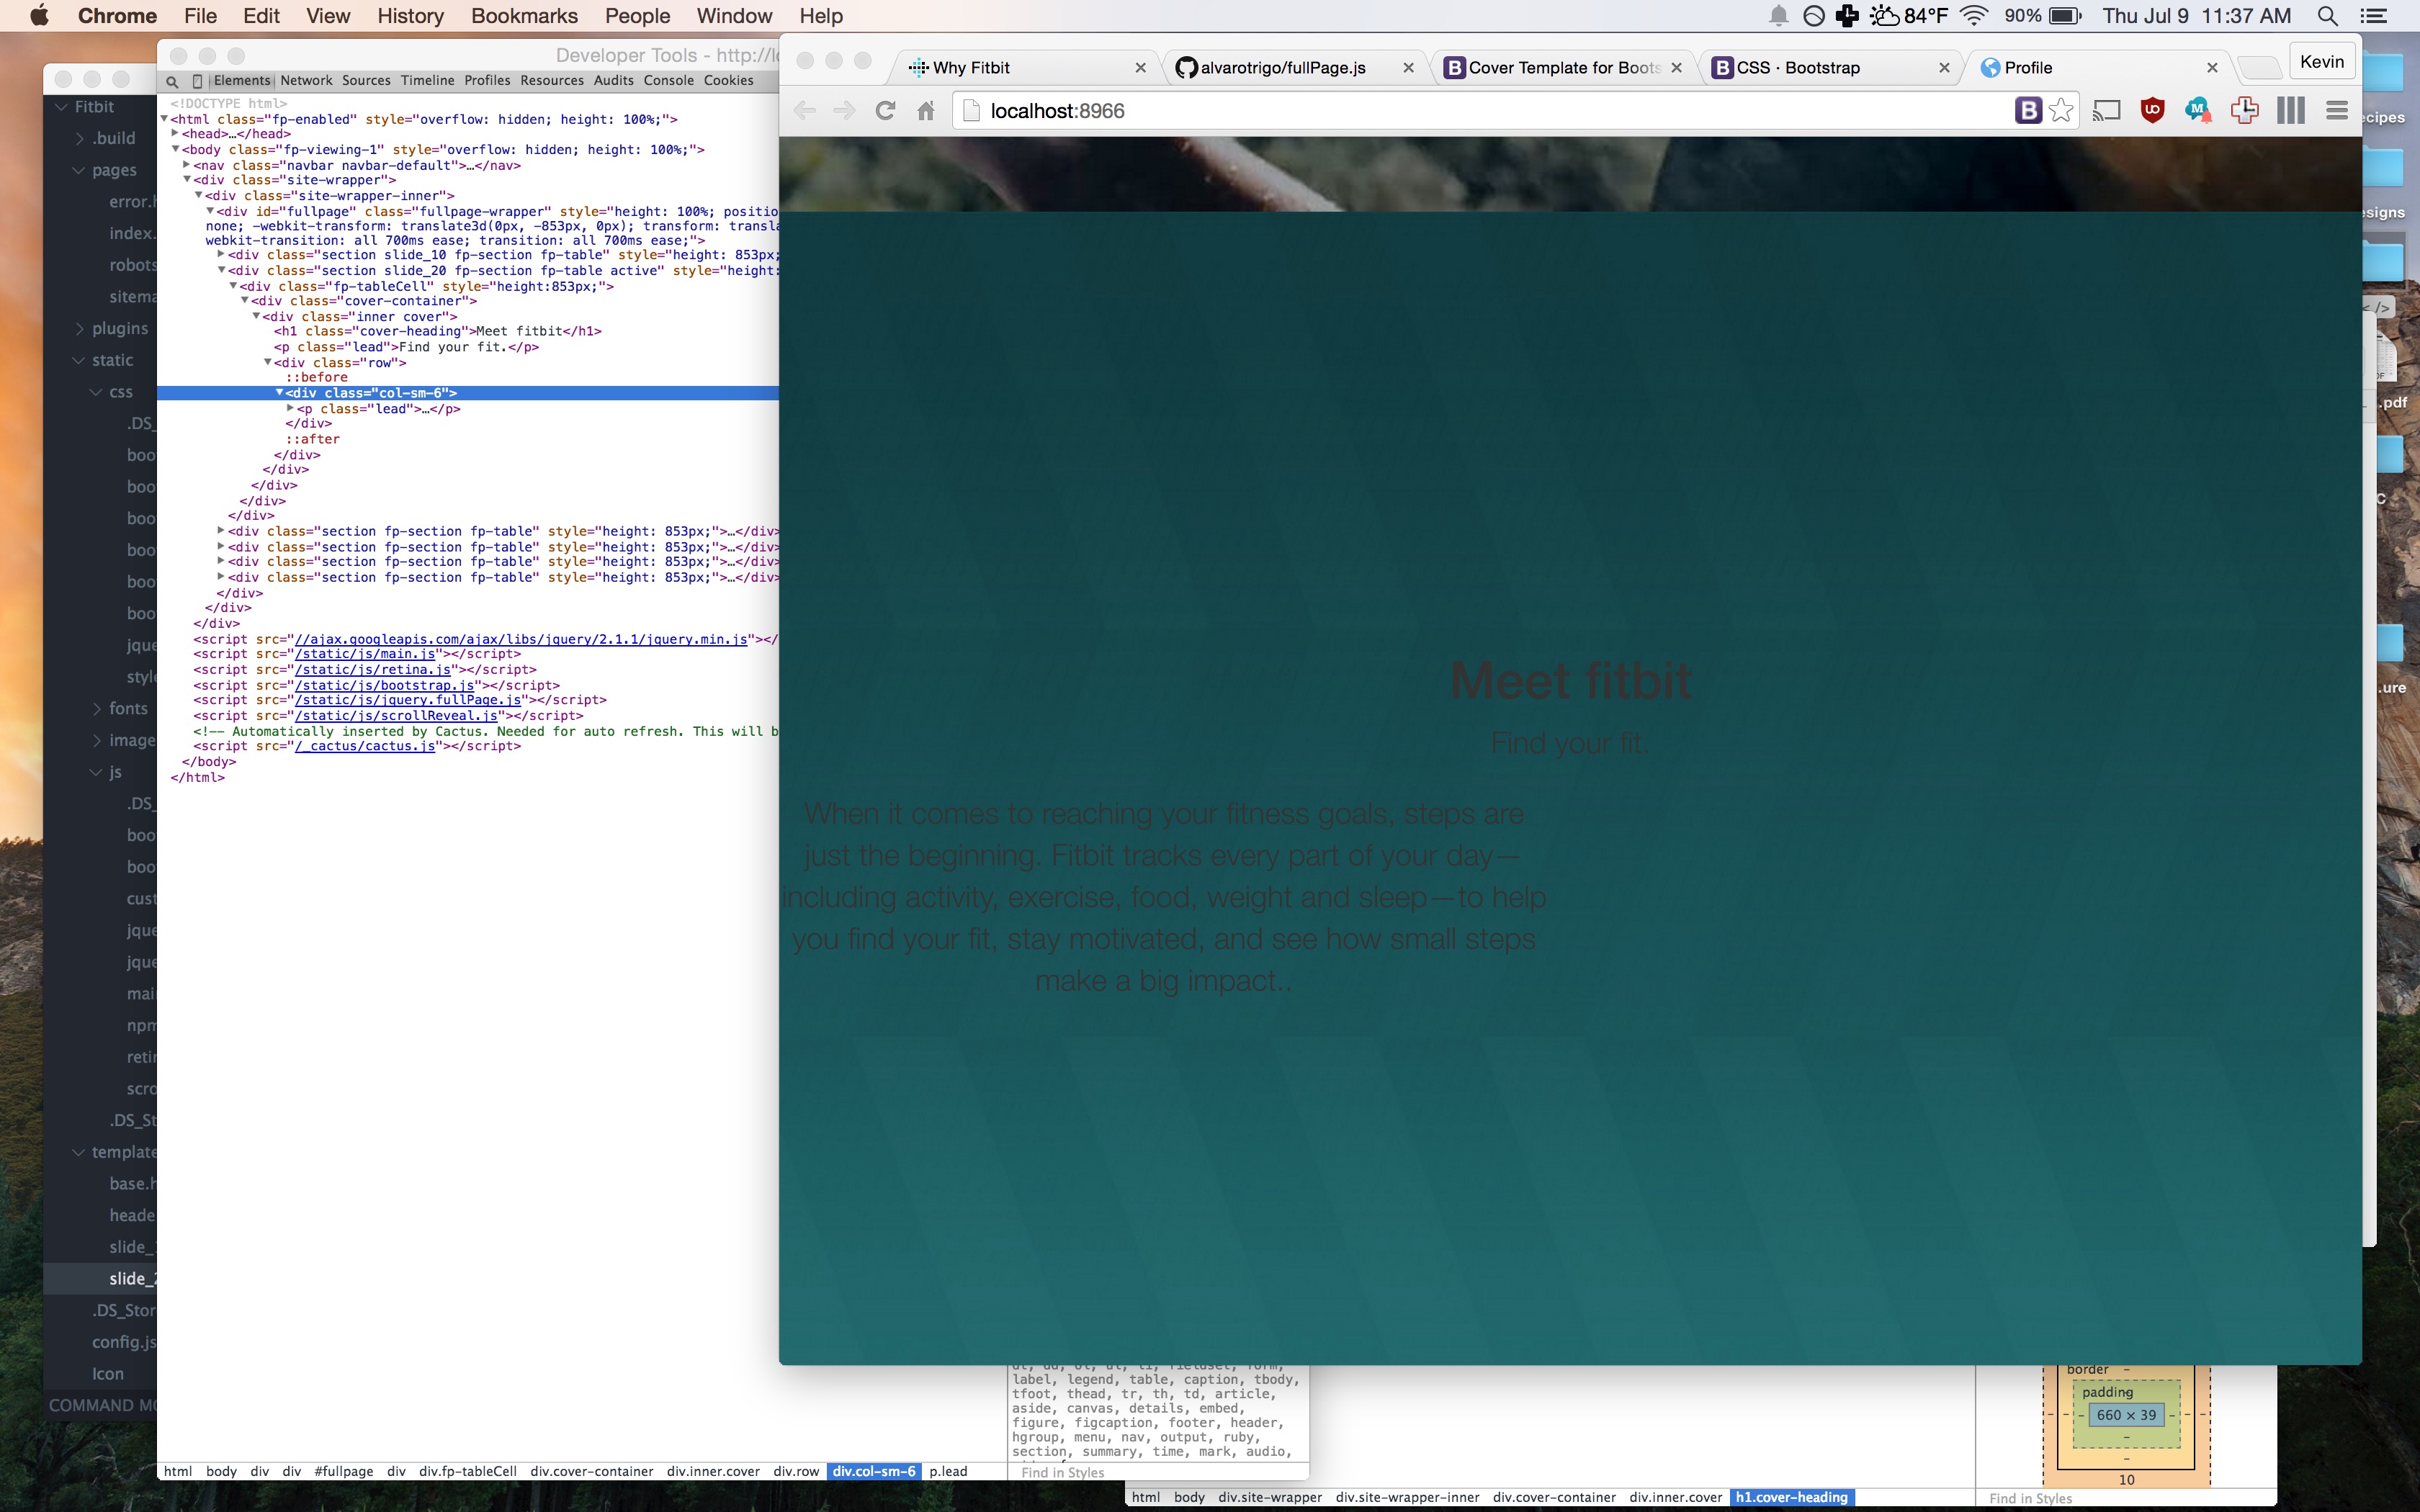 Chrome File Edit View History Bookmarks People Window Help 84°F 90% Thu Jul 9 11:37 AM
Developer Tools - http://lo
Elements Network Sources Timeline Profiles Resources Audits Console Cookies
<!DOCTYPE html>
<html class="fp-enabled" style="overflow: hidden; height: 100%;">
<head>…</head>
<body class="fp-viewing-1" style="overflow: hidden; height: 100%;">
<nav class="navbar navbar-default">…</nav>
<div class="site-wrapper">
<div class="site-wrapper-inner">
<div id="fullpage" class="fullpage-wrapper" style="height: 100%; positio
none; -webkit-transform: translate3d(0px, -853px, 0px); transform: transla
webkit-transition: all 700ms ease; transition: all 700ms ease;">
<div class="section slide_10 fp-section fp-table" style="height: 853px;
<div class="section slide_20 fp-section fp-table active" style="height:
<div class="fp-tableCell" style="height:853px;">
<div class="cover-container">
<div class="inner cover">
<h1 class="cover-heading">Meet fitbit</h1>
<p class="lead">Find your fit.</p>
<div class="row">
::before
<div class="col-sm-6">
<p class="lead">…</p>
</div>
::after
</div>
</div>
</div>
</div>
</div>
<div class="section fp-section fp-table" style="height: 853px;">…</div>
<div class="section fp-section fp-table" style="height: 853px;">…</div>
<div class="section fp-section fp-table" style="height: 853px;">…</div>
<div class="section fp-section fp-table" style="height: 853px;">…</div>
</div>
</div>
</div>
<script src="//ajax.googleapis.com/ajax/libs/jquery/2.1.1/jquery.min.js"></
<script src="/static/js/main.js"></script>
<script src="/static/js/retina.js"></script>
<script src="/static/js/bootstrap.js"></script>
<script src="/static/js/jquery.fullPage.js"></script>
<script src="/static/js/scrollReveal.js"></script>
<!-- Automatically inserted by Cactus. Needed for auto refresh. This will b
<script src="/_cactus/cactus.js"></script>
</body>
</html>
html body div div #fullpage div div.fp-tableCell div.cover-container div.inner.cover div.row div.col-sm-6 p.lead
Find in Styles
Fitbit
.build
pages
error.h
index.
robots
sitema
plugins
static
css
.DS_
boo
boo
boo
boo
boo
boo
jque
style
fonts
image
js
.DS_
boo
boo
cust
jque
jque
mai
npm
retin
scro
.DS_St
template
base.h
heade
slide_
slide_2
.DS_Stor
config.js
Icon
COMMAND MO
Why Fitbit
alvarotrigo/fullPage.js
Cover Template for Boots
CSS · Bootstrap
Profile
Kevin
localhost:8966
Meet fitbit
Find your fit.
When it comes to reaching your fitness goals, steps are
just the beginning. Fitbit tracks every part of your day—
including activity, exercise, food, weight and sleep—to help
you find your fit, stay motivated, and see how small steps
make a big impact..
label, legend, table, caption, tbody,
tfoot, thead, tr, th, td, article,
aside, canvas, details, embed,
figure, figcaption, footer, header,
hgroup, menu, nav, output, ruby,
section, summary, time, mark, audio,
border -
padding
660 × 39
10
html body div.site-wrapper div.site-wrapper-inner div.cover-container div.inner.cover h1.cover-heading
Find in Styles
ecipes
esigns
</>
.pdf
C
.ure